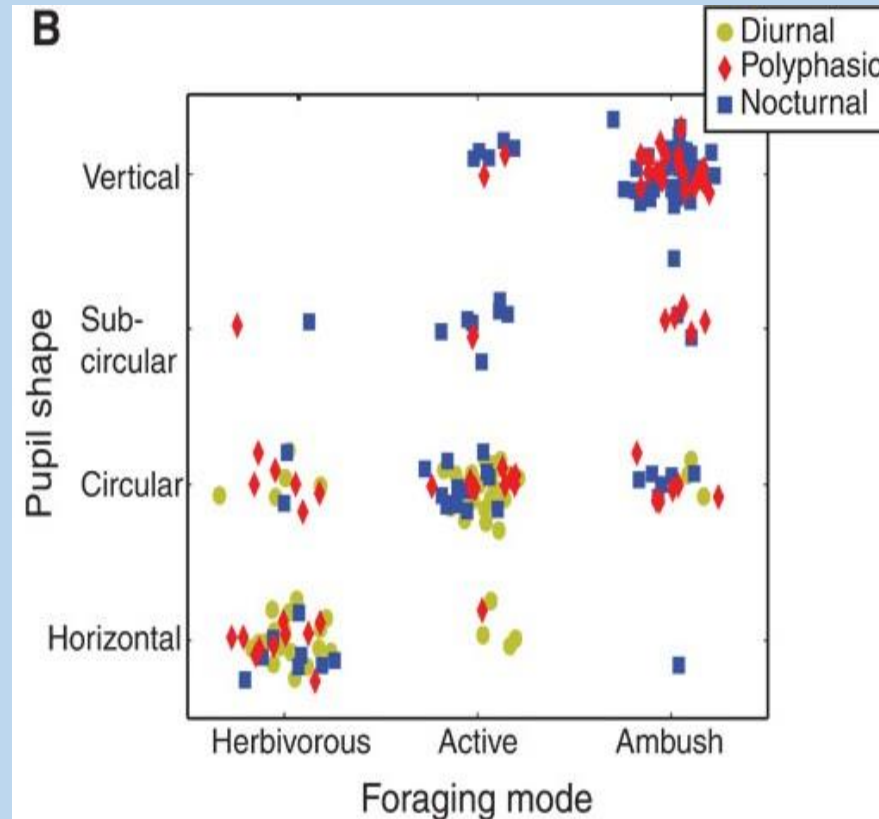 B
Diurnal
Polyphasic
Nocturnal
Vertical
Sub-
circular
Circular
Horizontal
Pupil shape
Herbivorous Active Ambush
Foraging mode